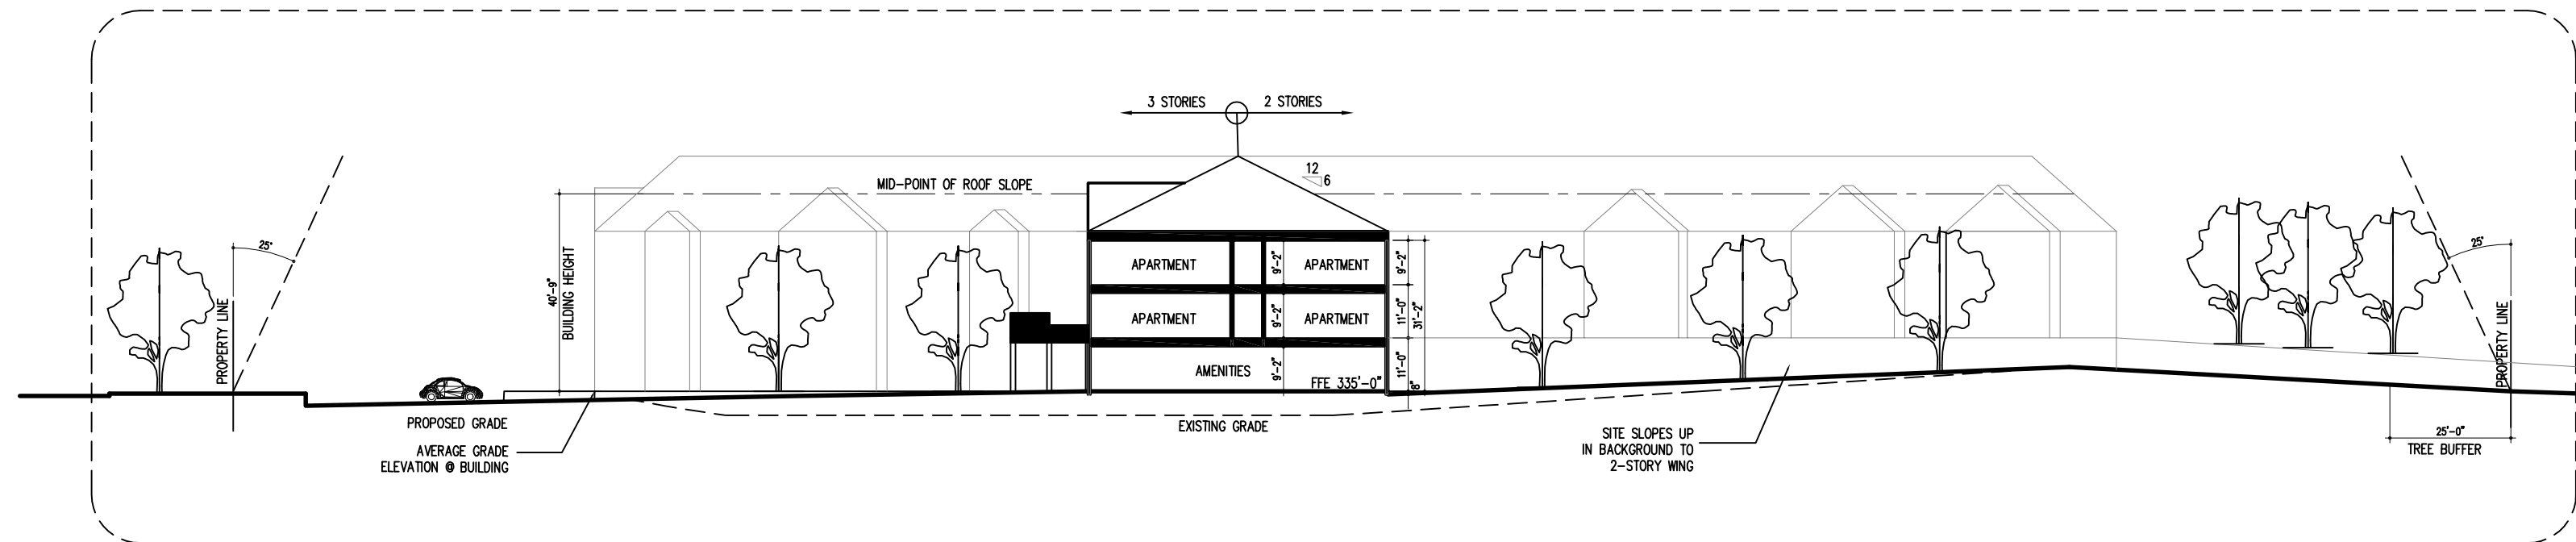 3 STORIES
2 STORIES
12
6
MID-POINT OF ROOF SLOPE
25°
PROPERTY LINE
40'-9"
BUILDING HEIGHT
APARTMENT
9'-2"
APARTMENT
9'-2"
APARTMENT
9'-2"
APARTMENT
11'-0"
31'-2"
AMENITIES
9'-2"
FFE 335'-0"
11'-0"
8"
25°
PROPERTY LINE
PROPOSED GRADE
AVERAGE GRADE
ELEVATION @ BUILDING
EXISTING GRADE
SITE SLOPES UP
IN BACKGROUND TO
2-STORY WING
25'-0"
TREE BUFFER